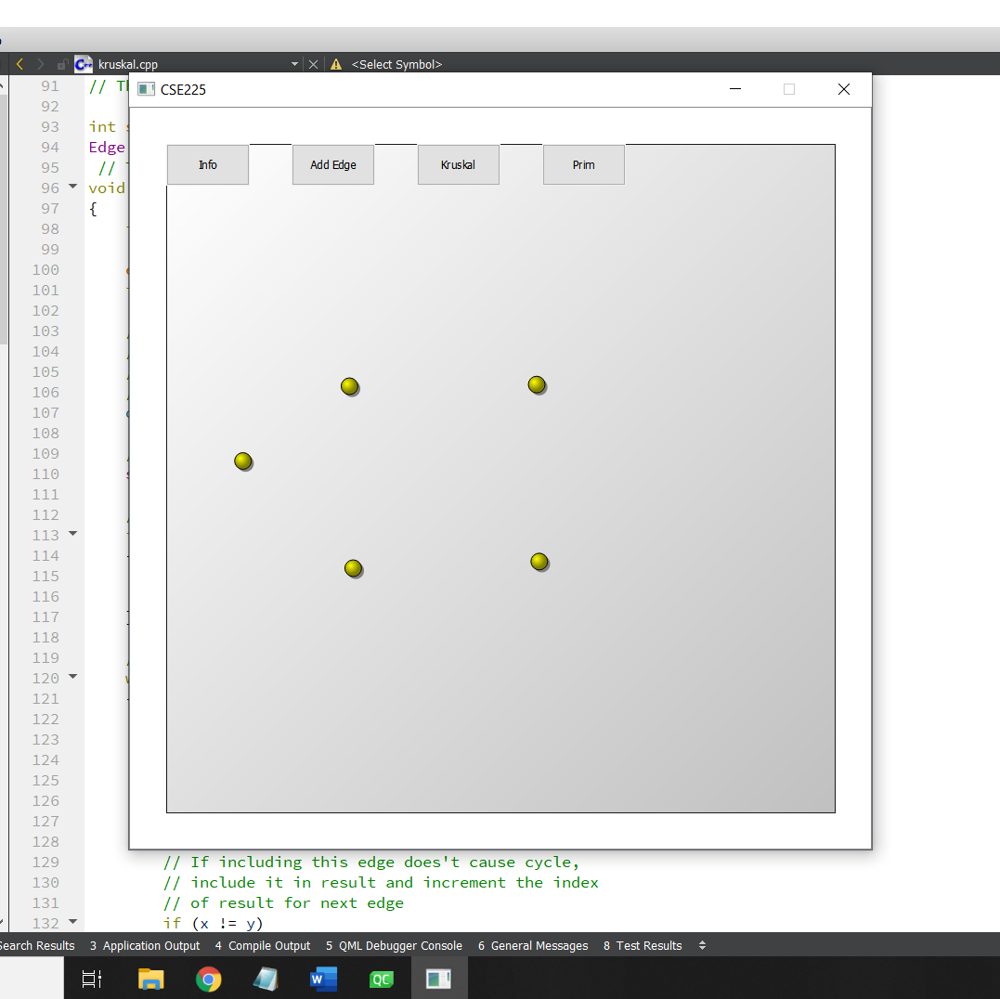 kruskal.cpp
<Select Symbol>
CSE225
Info
Add Edge
Kruskal
Prim
91 //
92
93 int
94 Edge
95 //
96 void
97 {
98
99
100
101
102
103
104
105
106
107
108
109
110
111
112
113
114
115
116
117
118
119
120
121
122
123
124
125
126
127
128
129 // If including this edge does't cause cycle,
130 // include it in result and increment the index
131 // of result for next edge
132 if (x != y)
Search Results 3 Application Output 4 Compile Output 5 QML Debugger Console 6 General Messages 8 Test Results
W QC